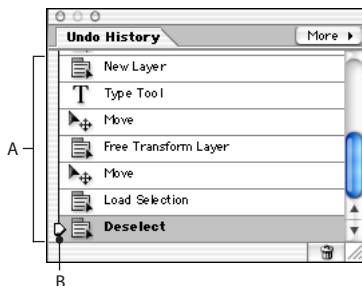 Undo History
More
New Layer
Type Tool
Move
Free Transform Layer
Move
Load Selection
Deselect
A
B